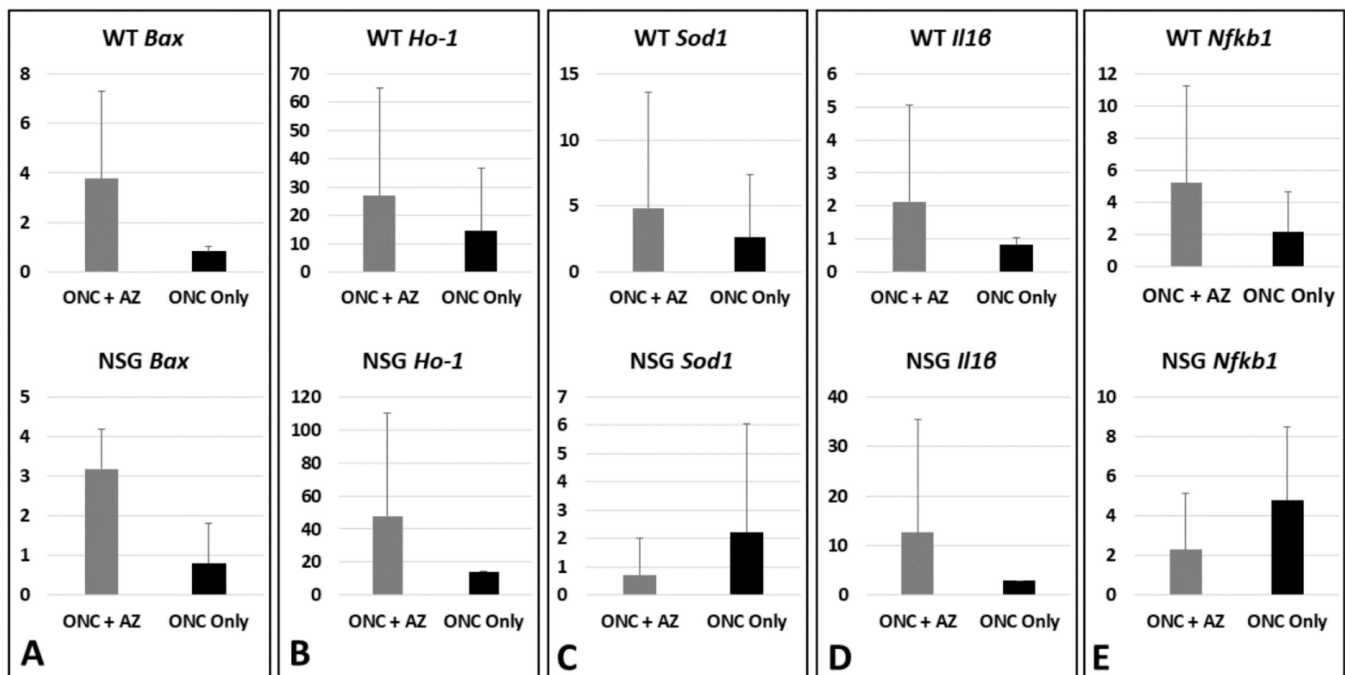 WT Bax
8
6
4
2
0
ONC + AZ ONC Only
NSG Bax
5
4
3
2
1
0
ONC + AZ ONC Only
A
WT Ho-1
70
60
50
40
30
20
10
0
ONC + AZ ONC Only
NSG Ho-1
120
100
80
60
40
20
0
ONC + AZ ONC Only
B
WT Sod1
15
10
5
0
ONC + AZ ONC Only
NSG Sod1
7
6
5
4
3
2
1
0
ONC + AZ ONC Only
C
WT Il1β
6
5
4
3
2
1
0
ONC + AZ ONC Only
NSG Il1β
40
30
20
10
0
ONC + AZ ONC Only
D
WT Nfkb1
12
10
8
6
4
2
0
ONC + AZ ONC Only
NSG Nfkb1
10
8
6
4
2
0
ONC + AZ ONC Only
E